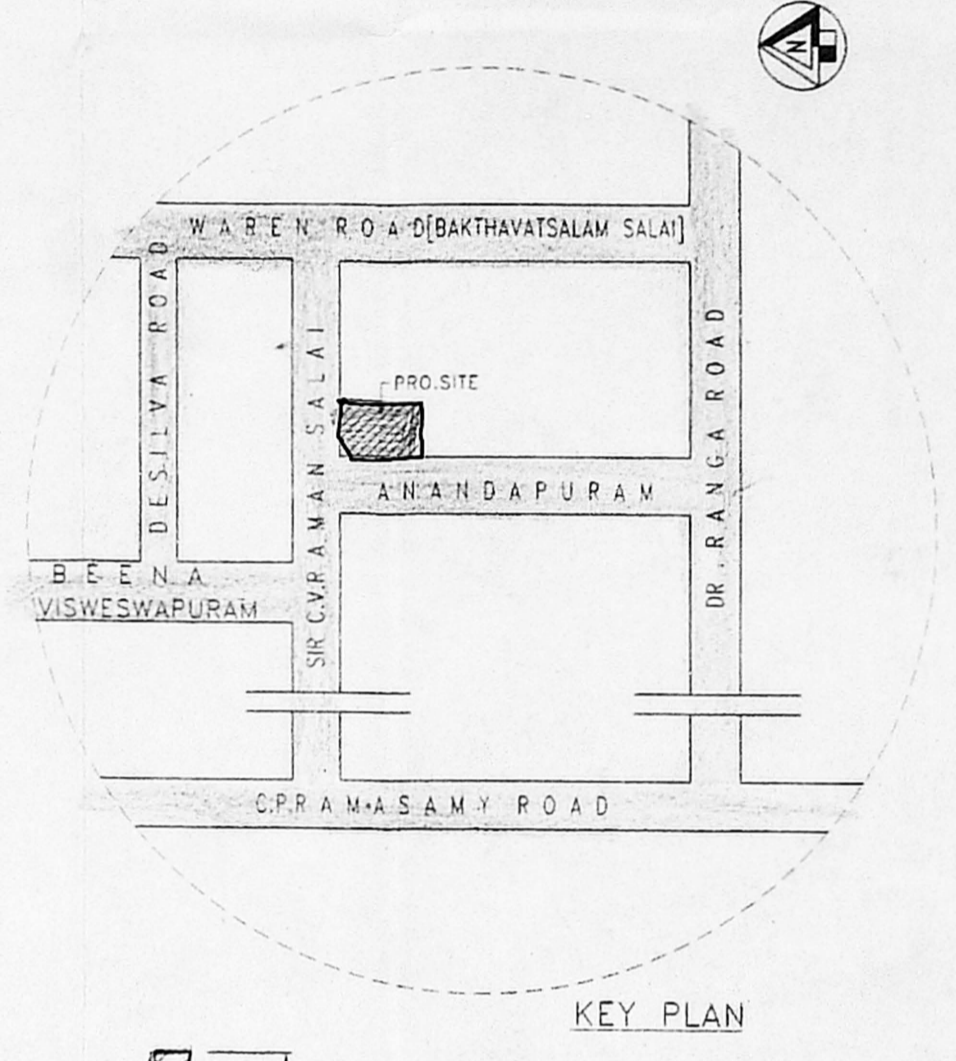 N
WAREN ROAD[BAKTHAVATSALAM SALAI]
DESILVA ROAD
SIR C.V.RAMAN SALAI
PRO.SITE
DR. RANGA ROAD
ANANDAPURAM
BEENA
VISWESWAPURAM
C.P.RAMASAMY ROAD
KEY PLAN